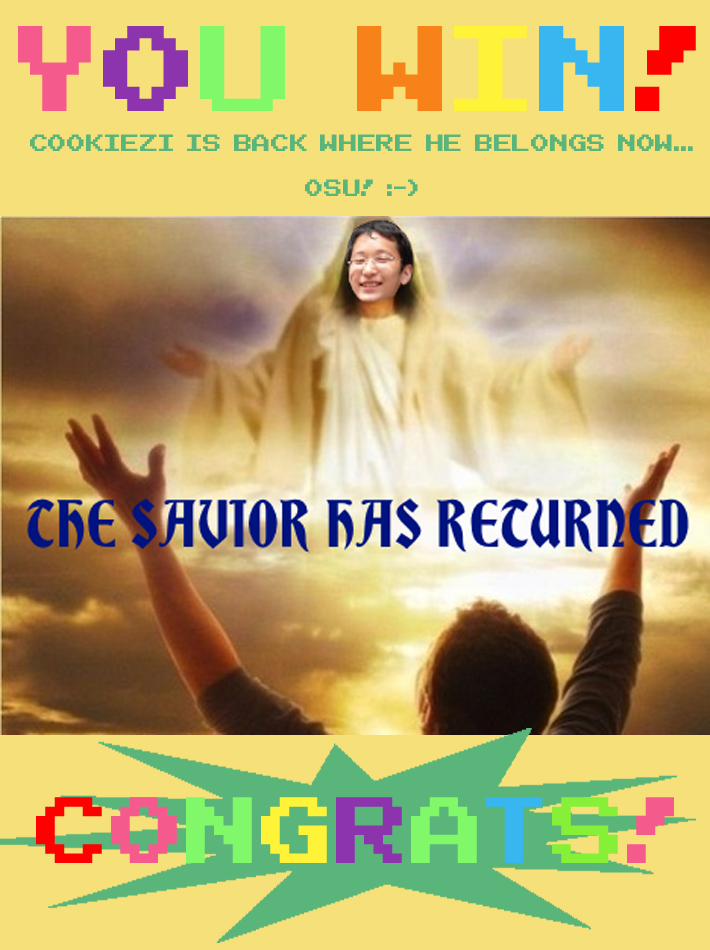 YOU WIN!
COOKIEZI IS BACK WHERE HE BELONGS NOW...
OSU! :-)
THE SAVIOR HAS RETURNED
CONGRATS!